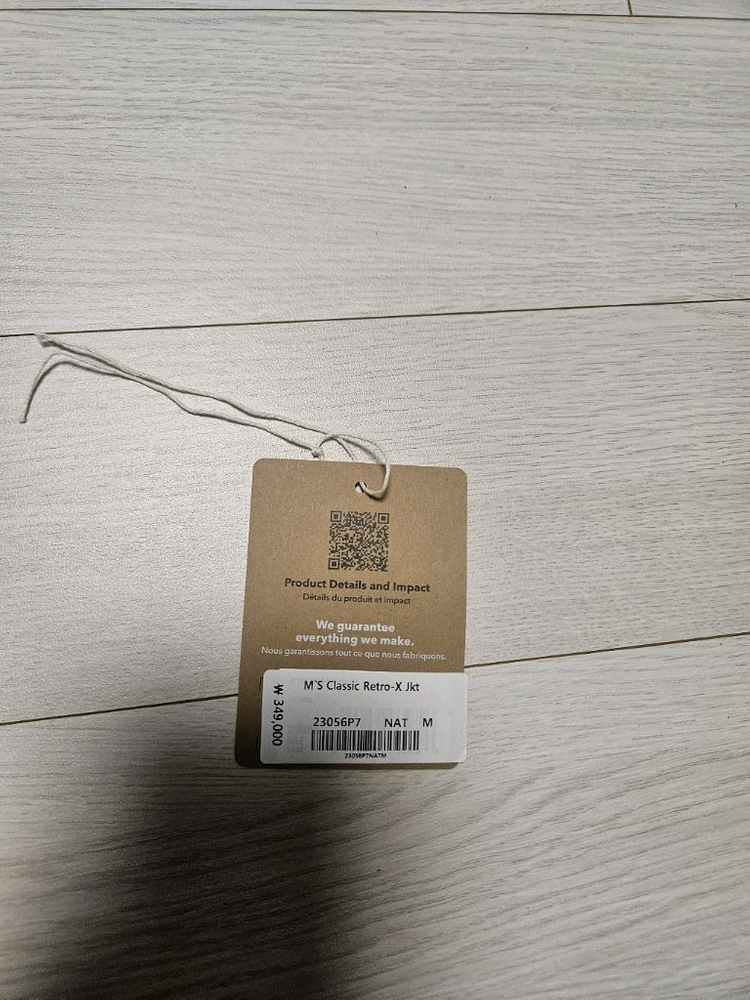 Product Details and Impact
Détails du produit et impact
We guarantee
everything we make.
Nous garantissons tout ce que nous fabriquons.
M`S Classic Retro-X Jkt
₩ 349,000
23056P7 NAT M
23056P7NATM